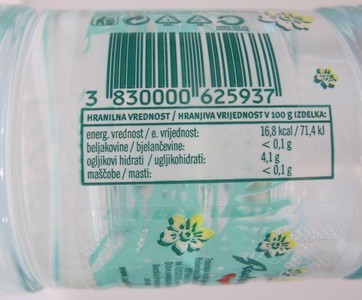 3 830000 625937
HRANILNA VREDNOST / HRANJIVA VRIJEDNOST V 100 g IZDELKA:
energ. vrednost / e. vrijednost: 16,8 kcal / 71,4 kJ
beljakovine / bjelančevine: < 0,1 g
ogljikovi hidrati / ugljikohidrati: 4,1 g
maščobe / masti: < 0,1 g